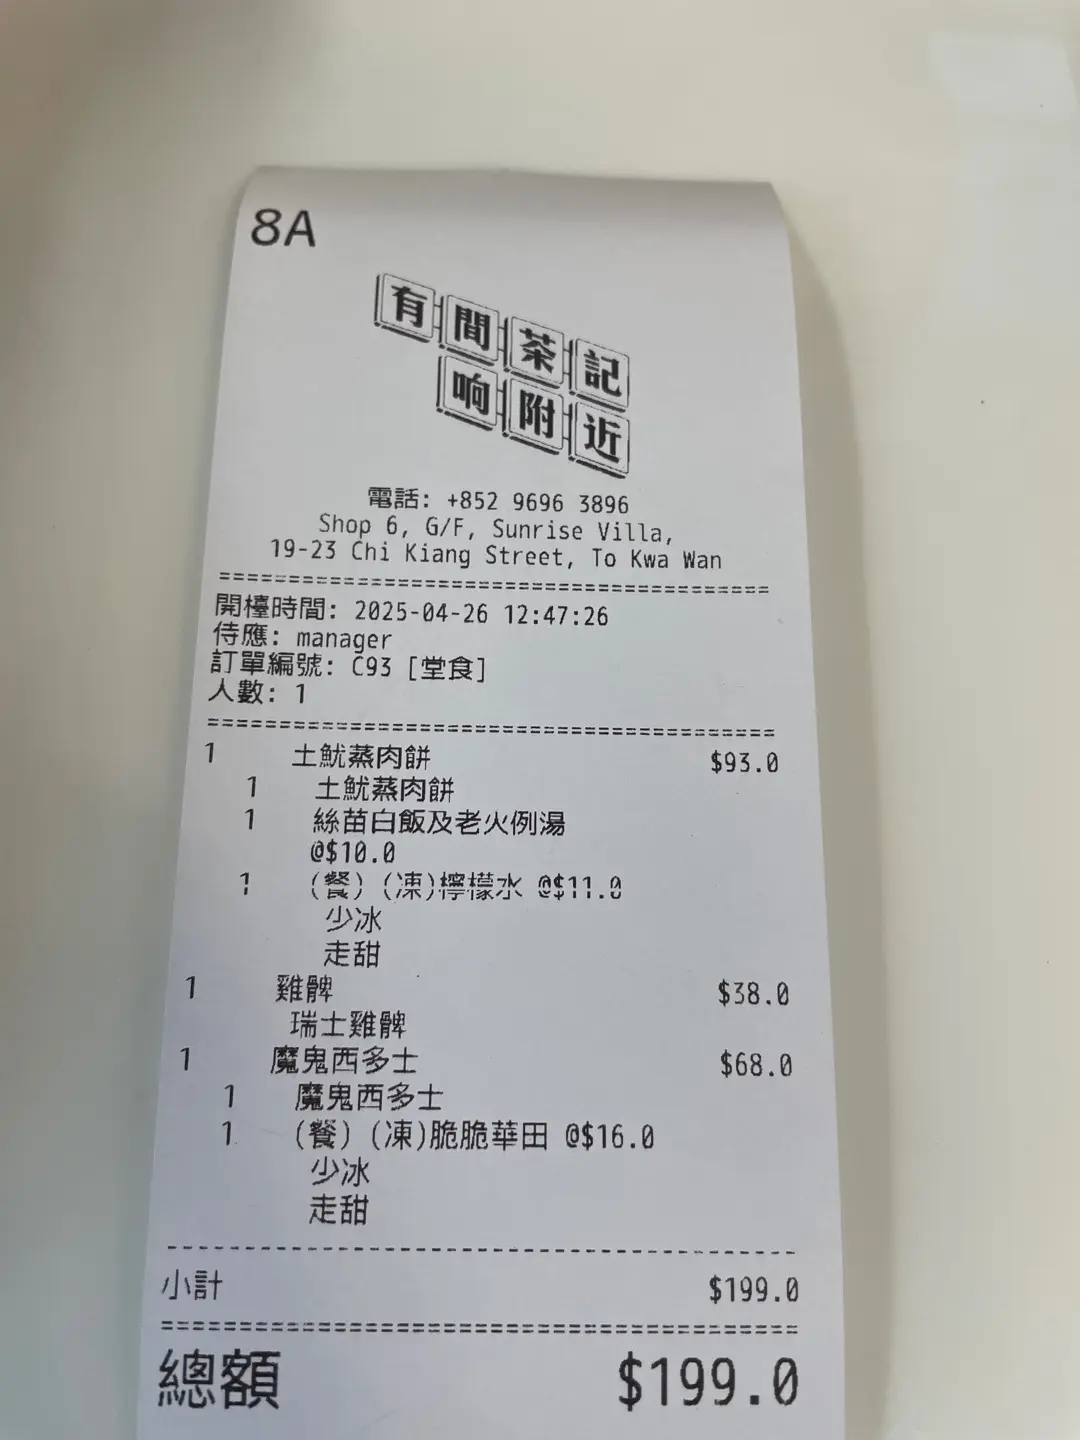 8A
有間茶記
响附近
電話: +852 9696 3896
Shop 6, G/F, Sunrise Villa,
19-23 Chi Kiang Street, To Kwa Wan
==========================================
開檯時間: 2025-04-26 12:47:26
侍應: manager
訂單編號: C93 [堂食]
人數: 1
==========================================
1 土魷蒸肉餅 $93.0
1 土魷蒸肉餅
1 絲苗白飯及老火例湯
@$10.0
1 (餐) (凍)檸檬水 @$11.0
少冰
走甜
1 雞髀 $38.0
瑞士雞髀
1 魔鬼西多士 $68.0
1 魔鬼西多士
1 (餐) (凍)脆脆華田 @$16.0
少冰
走甜
------------------------------------------
小計 $199.0
==========================================
總額 $199.0